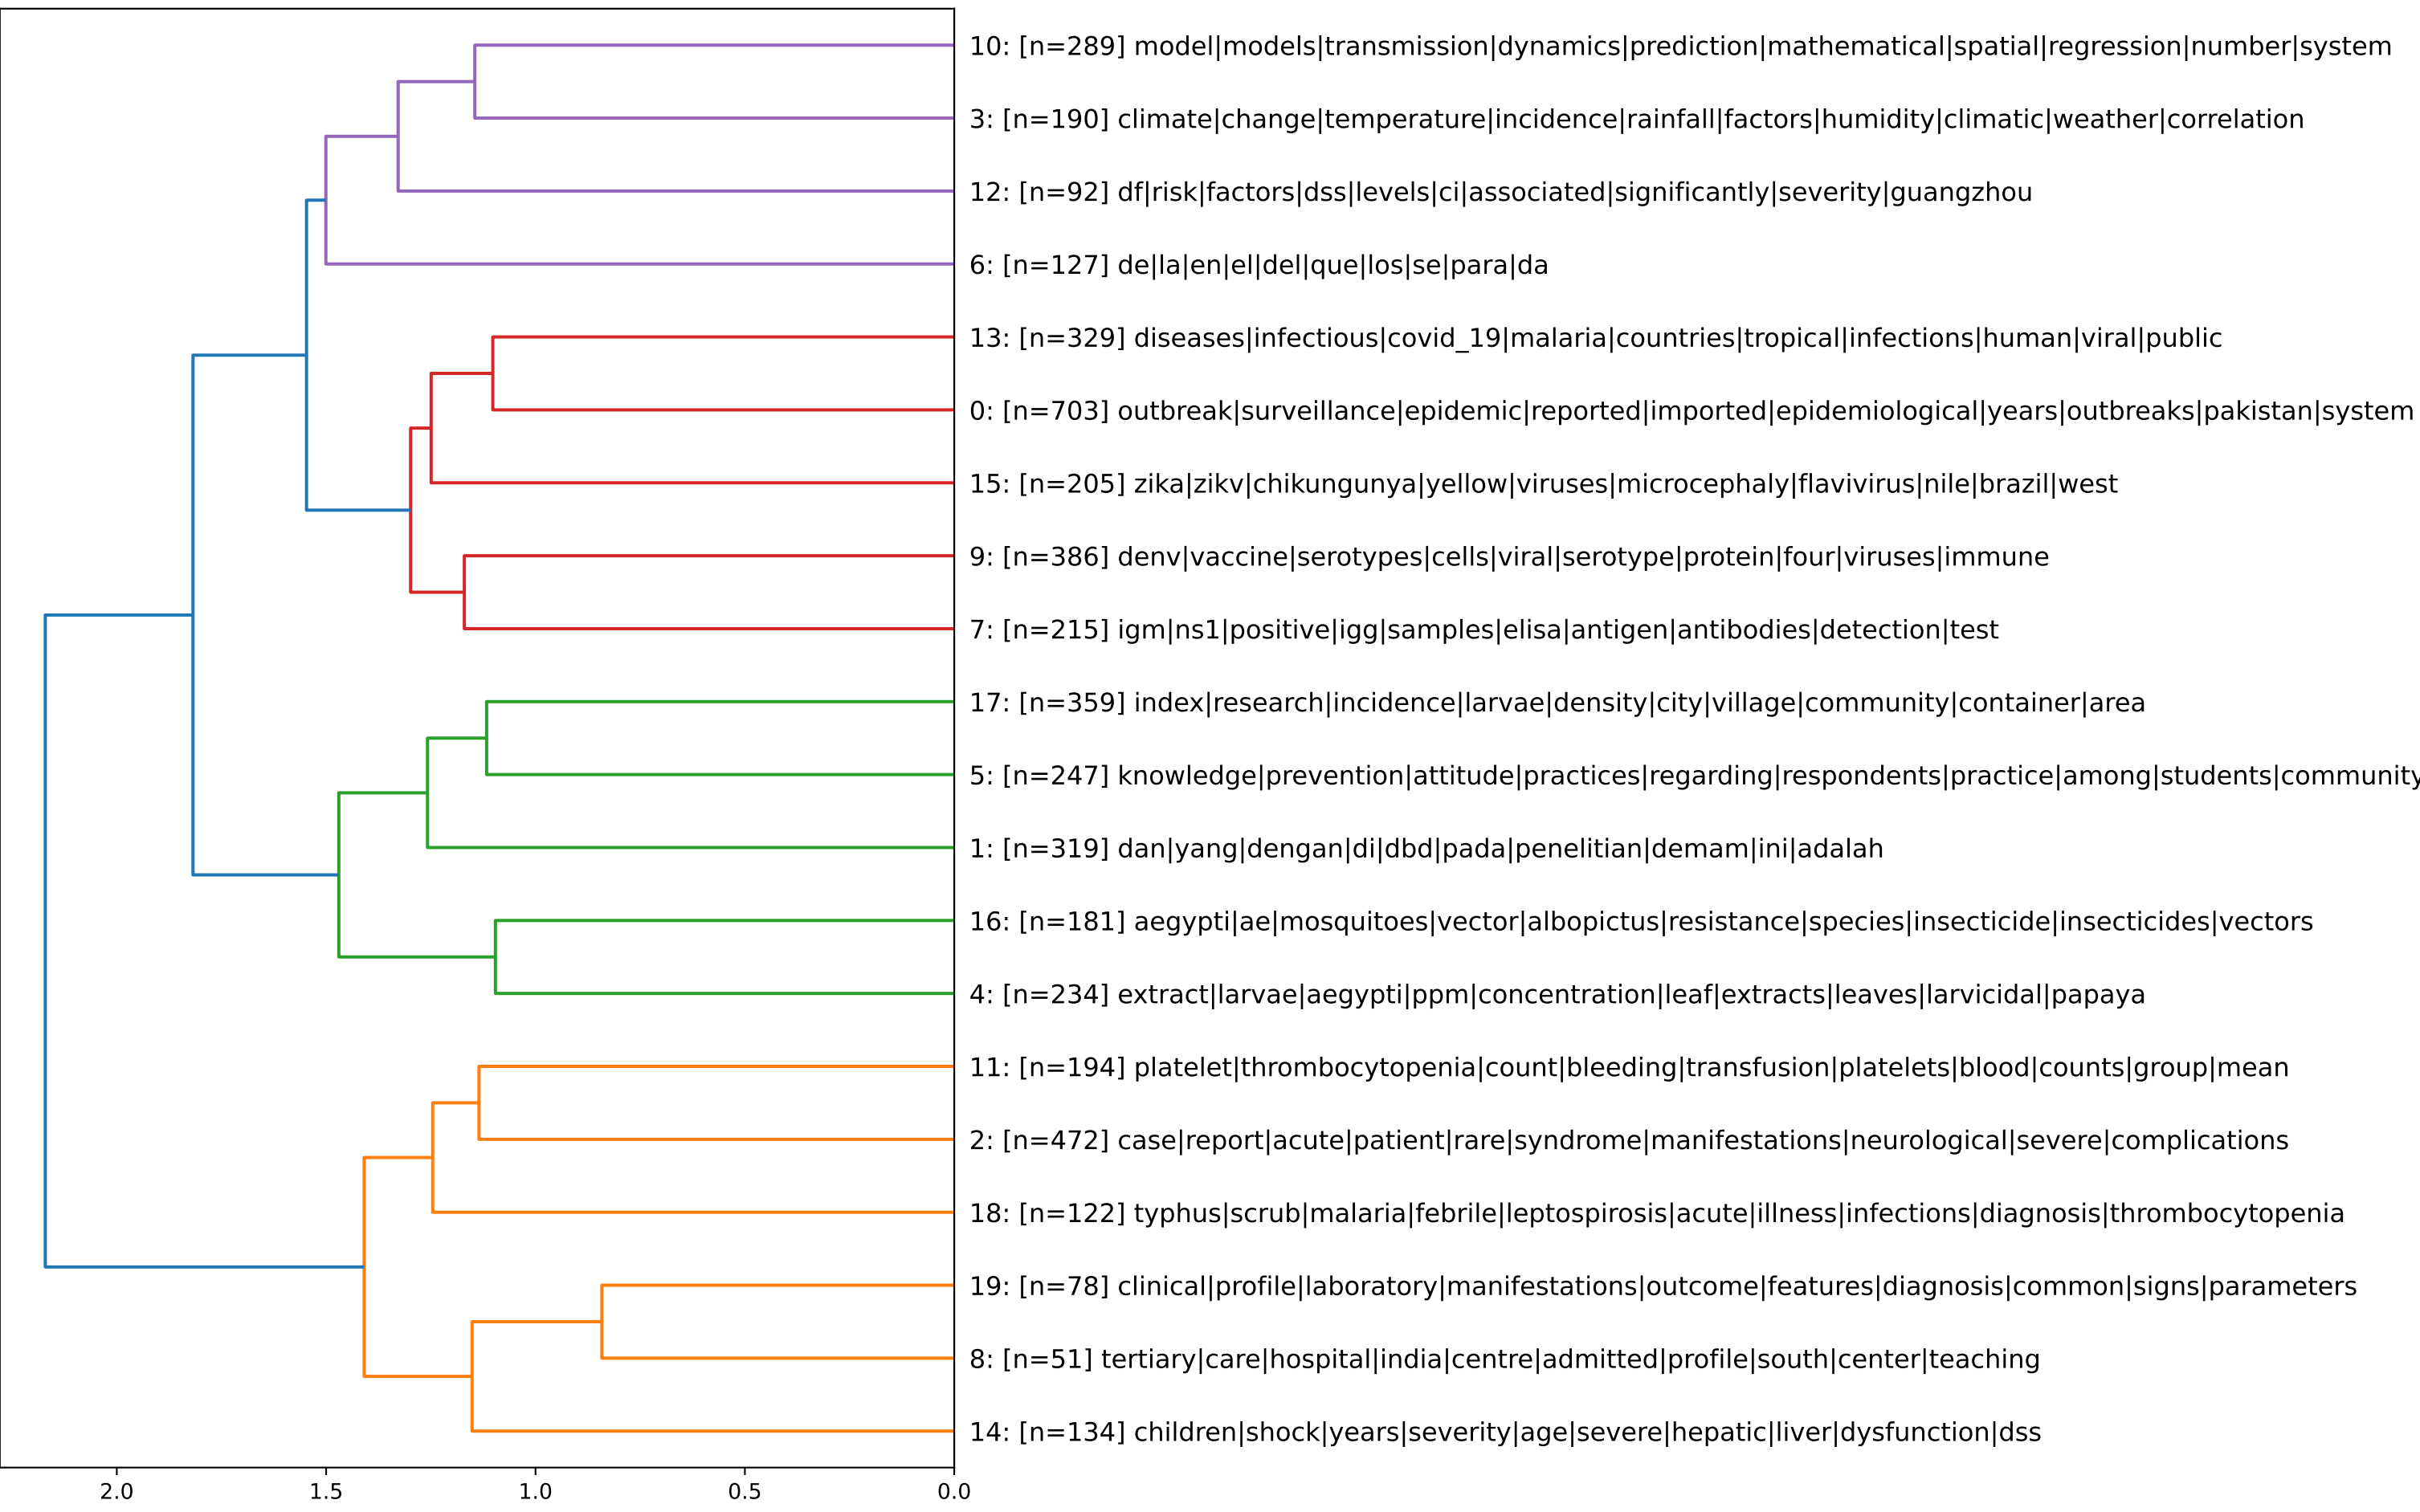 10: [n=289] model|models|transmission|dynamics|prediction|mathematical|spatial|regression|number|system
3: [n=190] climate|change|temperature|incidence|rainfall|factors|humidity|climatic|weather|correlation
12: [n=92] df|risk|factors|dss|levels|ci|associated|significantly|severity|guangzhou
6: [n=127] de|la|en|el|del|que|los|se|para|da
13: [n=329] diseases|infectious|covid_19|malaria|countries|tropical|infections|human|viral|public
0: [n=703] outbreak|surveillance|epidemic|reported|imported|epidemiological|years|outbreaks|pakistan|system
15: [n=205] zika|zikv|chikungunya|yellow|viruses|microcephaly|flavivirus|nile|brazil|west
9: [n=386] denv|vaccine|serotypes|cells|viral|serotype|protein|four|viruses|immune
7: [n=215] igm|ns1|positive|igg|samples|elisa|antigen|antibodies|detection|test
17: [n=359] index|research|incidence|larvae|density|city|village|community|container|area
5: [n=247] knowledge|prevention|attitude|practices|regarding|respondents|practice|among|students|community
1: [n=319] dan|yang|dengan|di|dbd|pada|penelitian|demam|ini|adalah
16: [n=181] aegypti|ae|mosquitoes|vector|albopictus|resistance|species|insecticide|insecticides|vectors
4: [n=234] extract|larvae|aegypti|ppm|concentration|leaf|extracts|leaves|larvicidal|papaya
11: [n=194] platelet|thrombocytopenia|count|bleeding|transfusion|platelets|blood|counts|group|mean
2: [n=472] case|report|acute|patient|rare|syndrome|manifestations|neurological|severe|complications
18: [n=122] typhus|scrub|malaria|febrile|leptospirosis|acute|illness|infections|diagnosis|thrombocytopenia
19: [n=78] clinical|profile|laboratory|manifestations|outcome|features|diagnosis|common|signs|parameters
8: [n=51] tertiary|care|hospital|india|centre|admitted|profile|south|center|teaching
14: [n=134] children|shock|years|severity|age|severe|hepatic|liver|dysfunction|dss
2.0 1.5 1.0 0.5 0.0